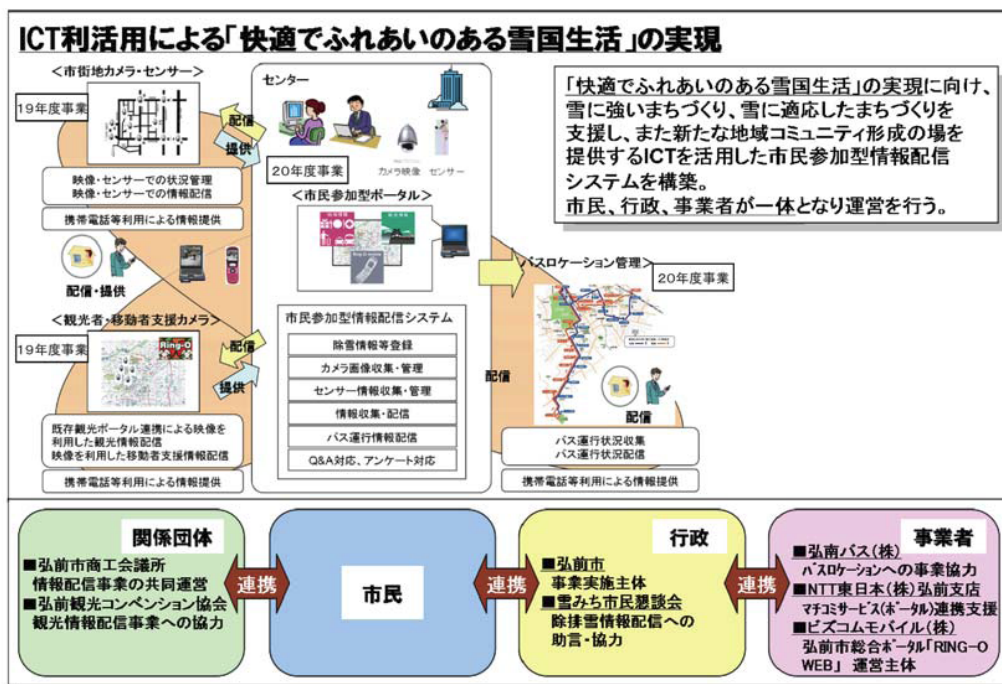 ICT利活用による「快適でふれあいのある雪国生活」の実現
＜市街地カメラ・センサー＞
19年度事業
配信
提供
映像・センサーでの状況管理
映像・センサーでの情報配信
携帯電話等利用による情報提供
配信・提供
＜観光者・移動者支援カメラ＞
19年度事業
Ring-O
配信
提供
既存観光ポータル連携による映像を
利用した観光情報配信
映像を利用した移動者支援情報配信
携帯電話等利用による情報提供
センター
20年度事業
カメラ映像 センサー
＜市民参加型ポータル＞
市民参加型情報配信システム
除雪情報等登録
カメラ画像収集・管理
センサー情報収集・管理
情報収集・配信
バス運行情報配信
Q&A対応、アンケート対応
「快適でふれあいのある雪国生活」の実現に向け、
雪に強いまちづくり、雪に適応したまちづくりを
支援し、また新たな地域コミュニティ形成の場を
提供するICTを活用した市民参加型情報配信
システムを構築。
市民、行政、事業者が一体となり運営を行う。
バスロケーション管理＞
20年度事業
配信
配信
バス運行状況収集
バス運行状況配信
携帯電話等利用による情報提供
関係団体
■弘前市商工会議所
情報配信事業の共同運営
■弘前観光コンベンション協会
観光情報配信事業への協力
連携
市民
連携
行政
■弘前市
事業実施主体
■雪みち市民懇談会
除排雪情報配信への
助言・協力
連携
事業者
■弘南バス(株)
バスロケーションへの事業協力
■NTT東日本(株)弘前支店
マチコミサービス(ポータル)連携支援
■ビズコムモバイル(株)
弘前市総合ポータル「RING-O
WEB」 運営主体